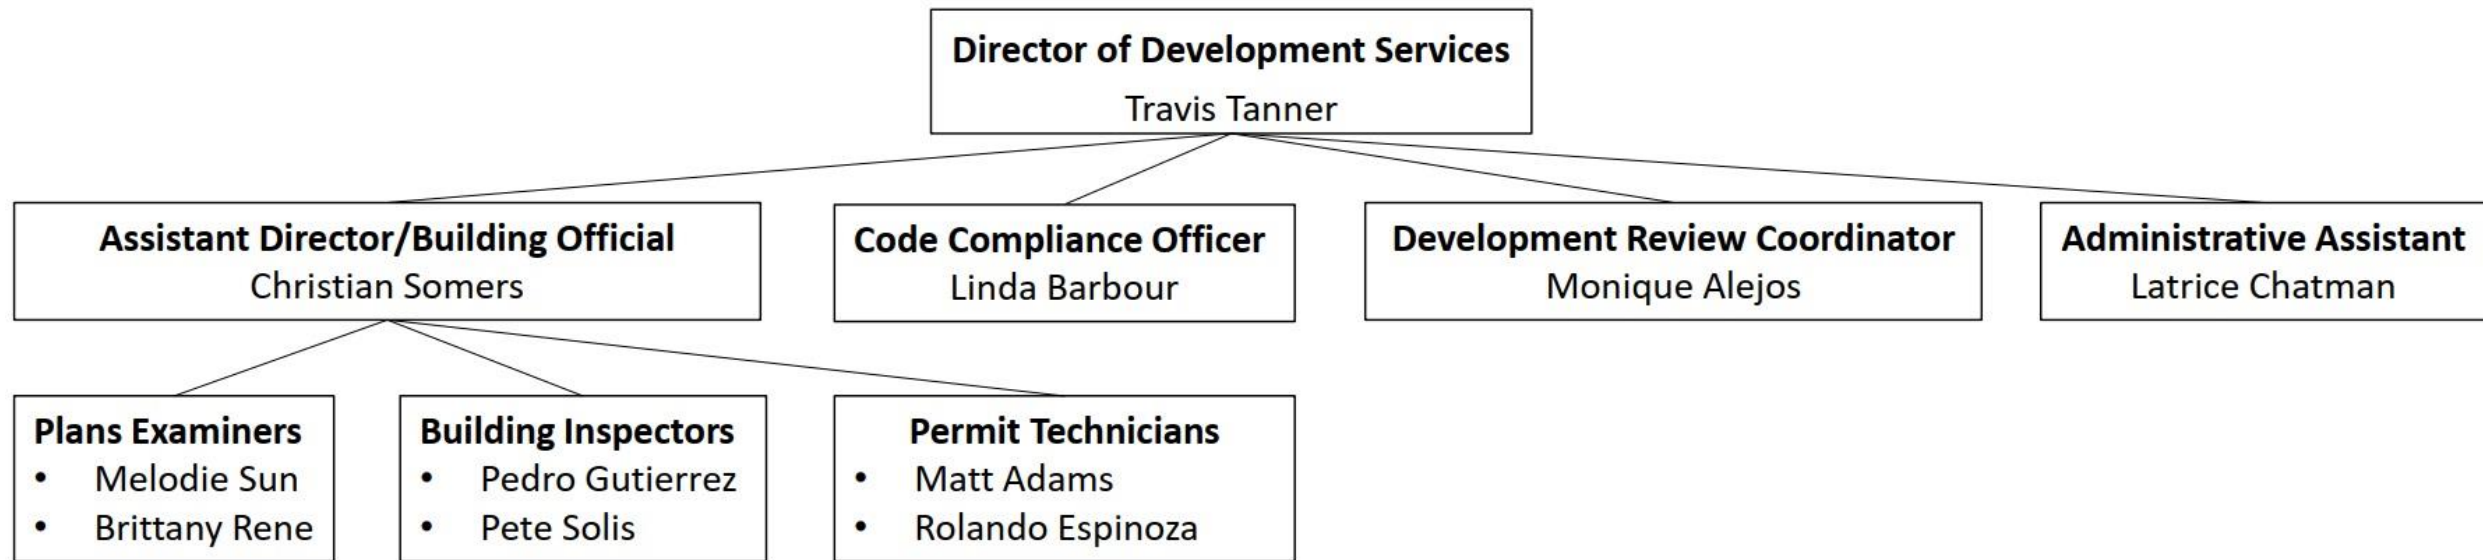 Director of Development Services
Travis Tanner
Assistant Director/Building Official
Christian Somers
Code Compliance Officer
Linda Barbour
Development Review Coordinator
Monique Alejos
Administrative Assistant
Latrice Chatman
Plans Examiners
• Melodie Sun
• Brittany Rene
Building Inspectors
• Pedro Gutierrez
• Pete Solis
Permit Technicians
• Matt Adams
• Rolando Espinoza